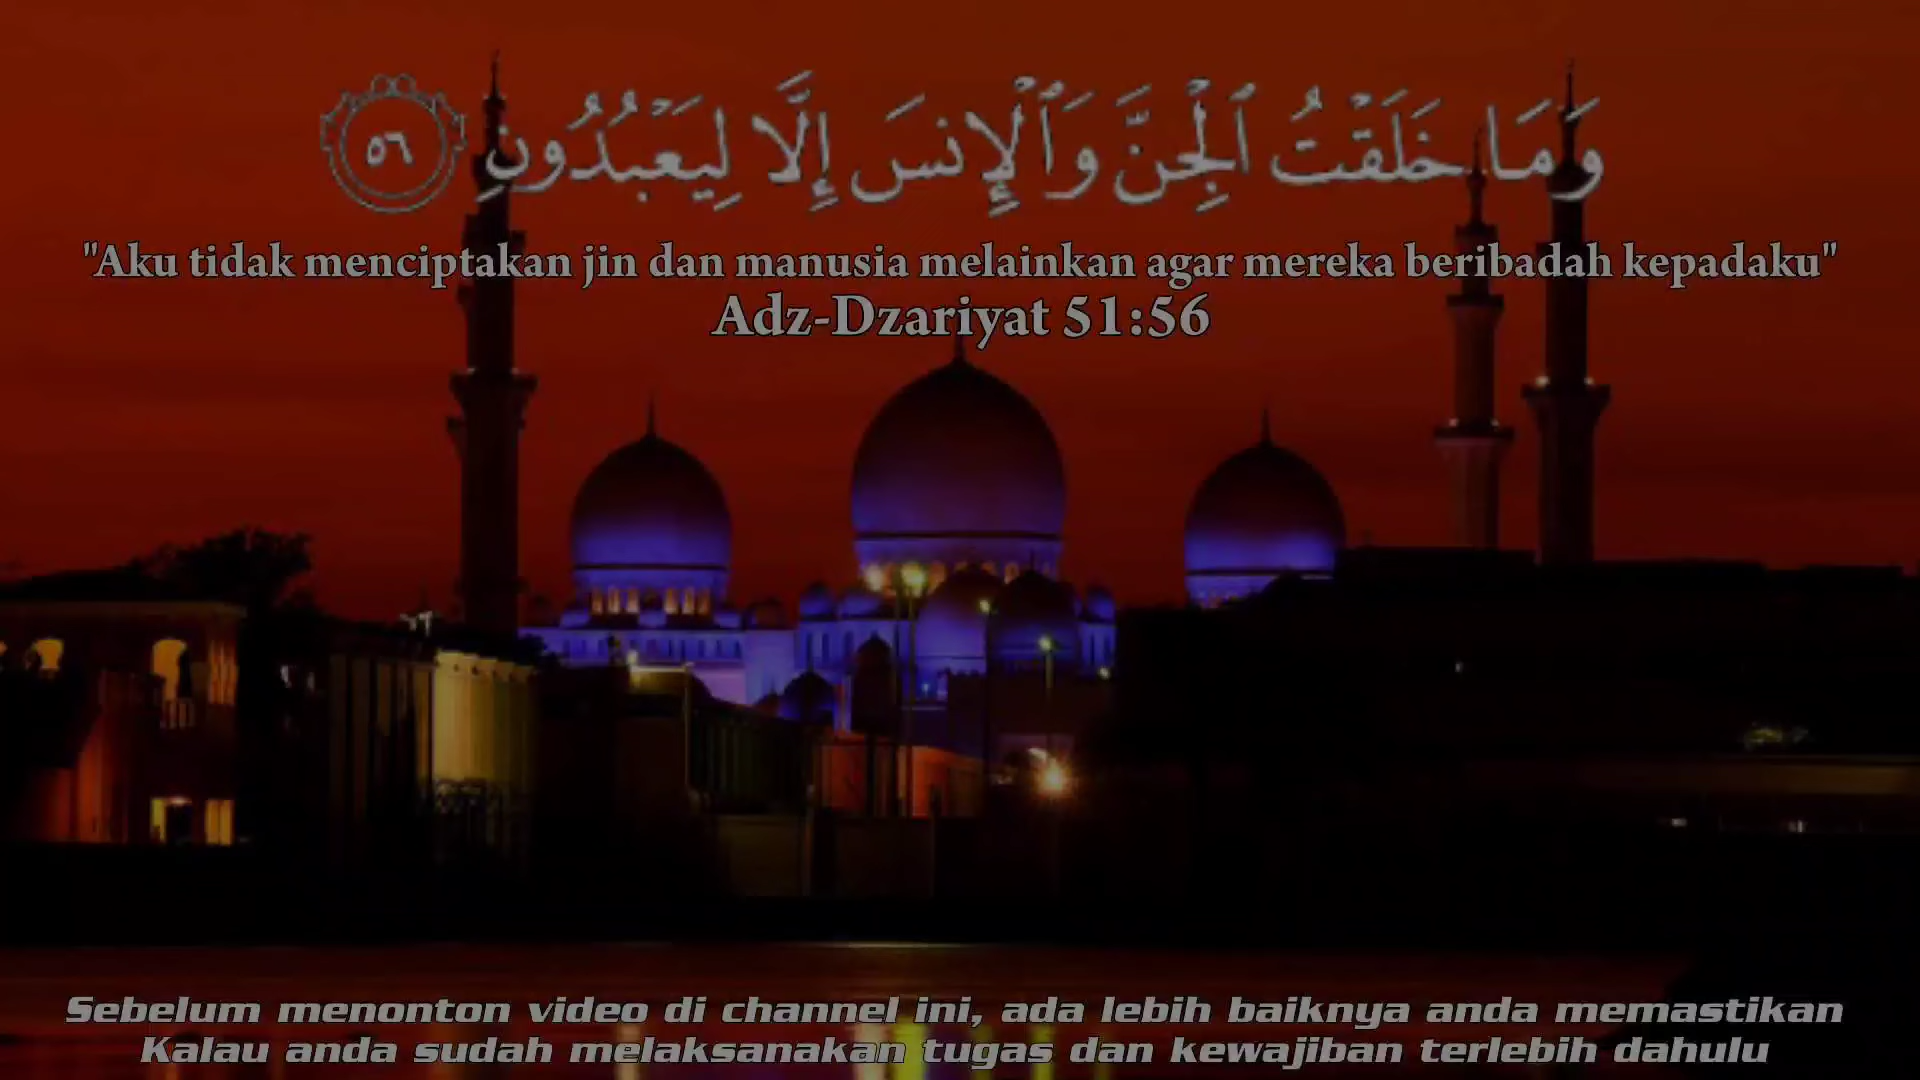 وَمَا خَلَقْتُ ٱلْجِنَّ وَٱلْإِنسَ إِلَّا لِيَعْبُدُونِ ٥٦
"Aku tidak menciptakan jin dan manusia melainkan agar mereka beribadah kepadaku"
Adz-Dzariyat 51:56
Sebelum menonton video di channel ini, ada lebih baiknya anda memastikan
Kalau anda sudah melaksanakan tugas dan kewajiban terlebih dahulu